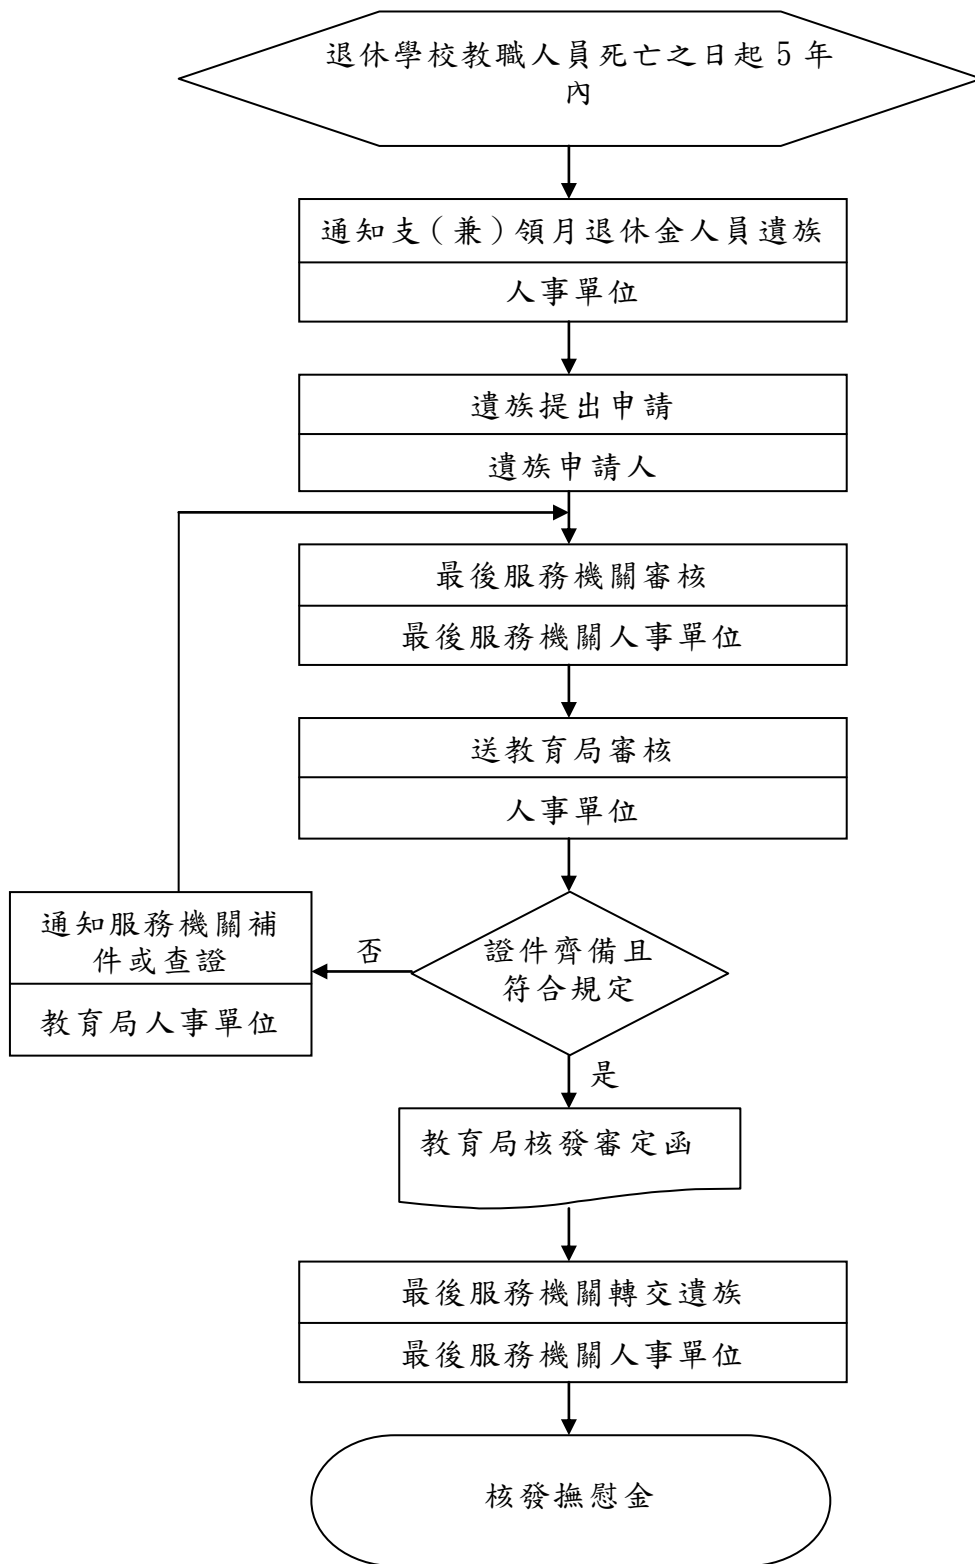 退休學校教職人員死亡之日起 5 年
內
通知支（兼）領月退休金人員遺族
人事單位
遺族提出申請
遺族申請人
最後服務機關審核
最後服務機關人事單位
送教育局審核
人事單位
證件齊備且
符合規定
否
通知服務機關補
件或查證
教育局人事單位
是
教育局核發審定函
最後服務機關轉交遺族
最後服務機關人事單位
核發撫慰金